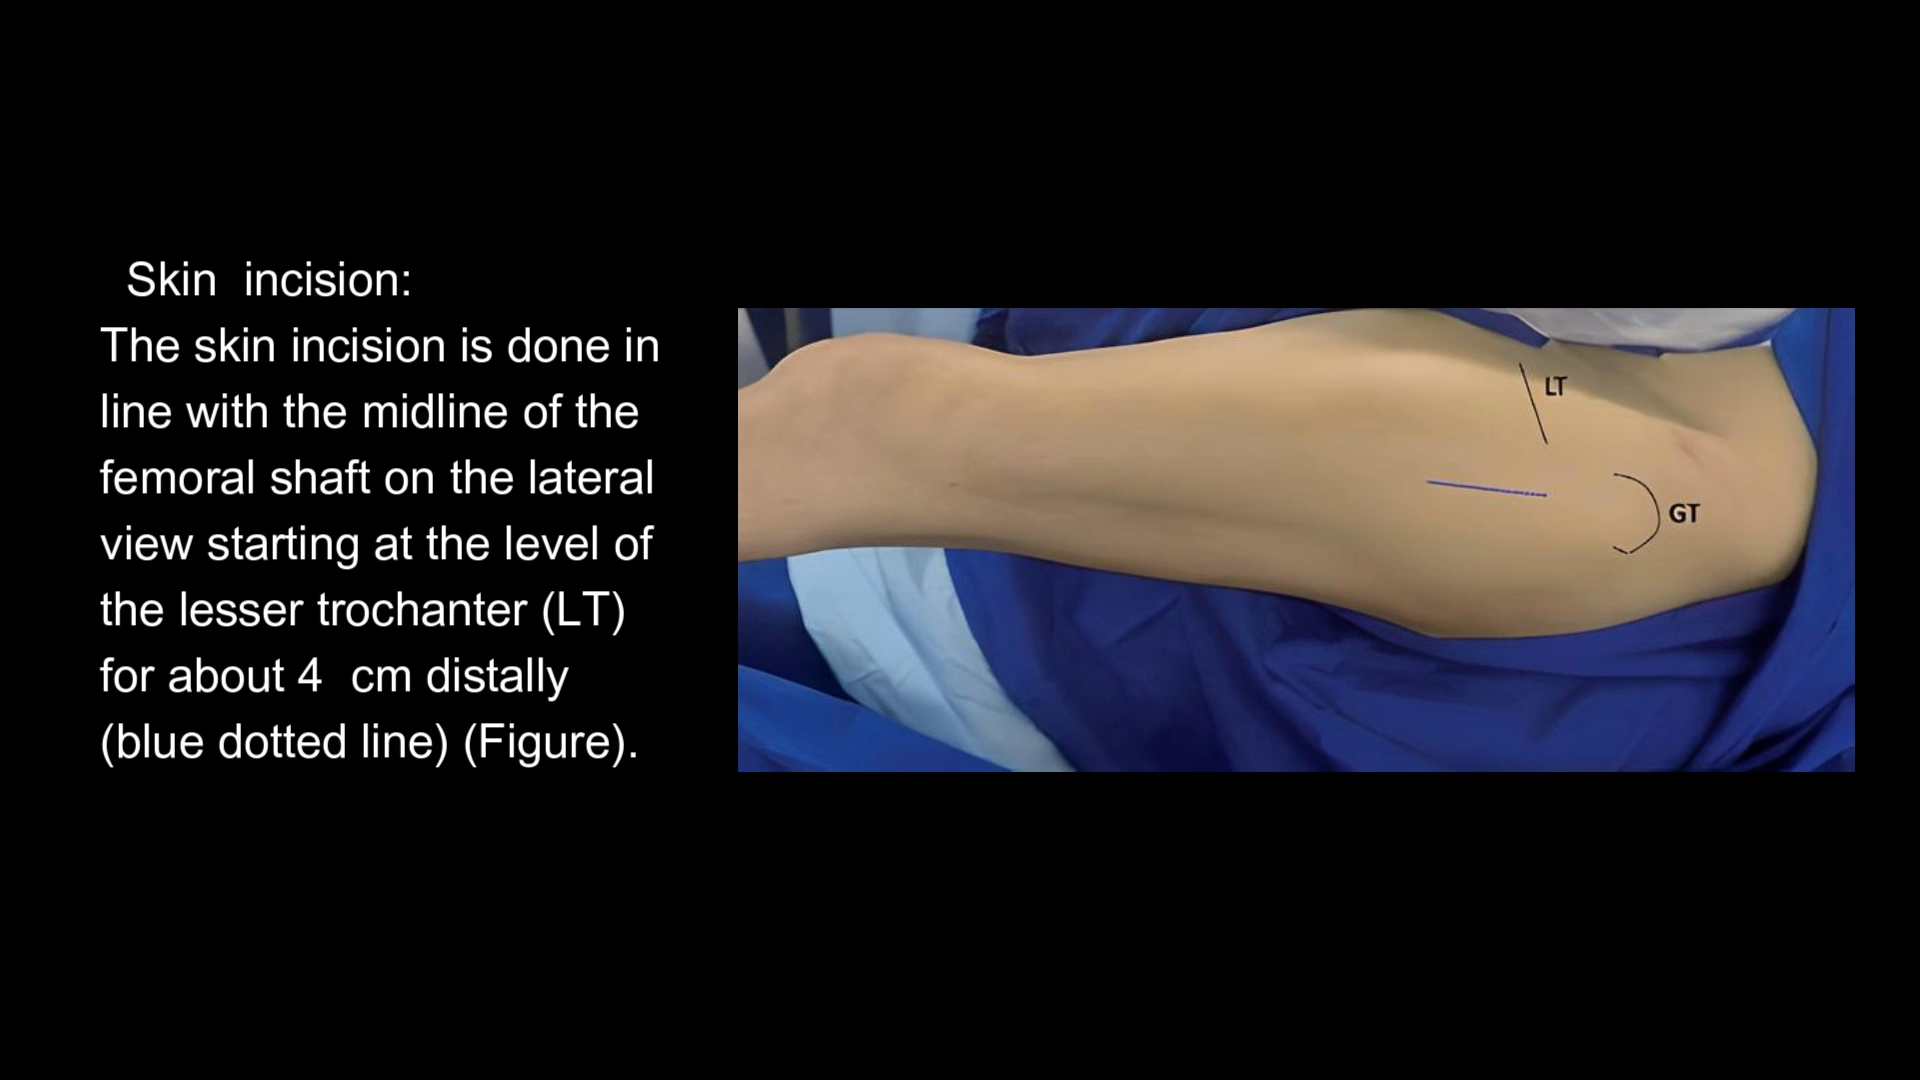 Skin incision:
The skin incision is done in
line with the midline of the
femoral shaft on the lateral
view starting at the level of
the lesser trochanter (LT)
for about 4 cm distally
(blue dotted line) (Figure).
LT
GT